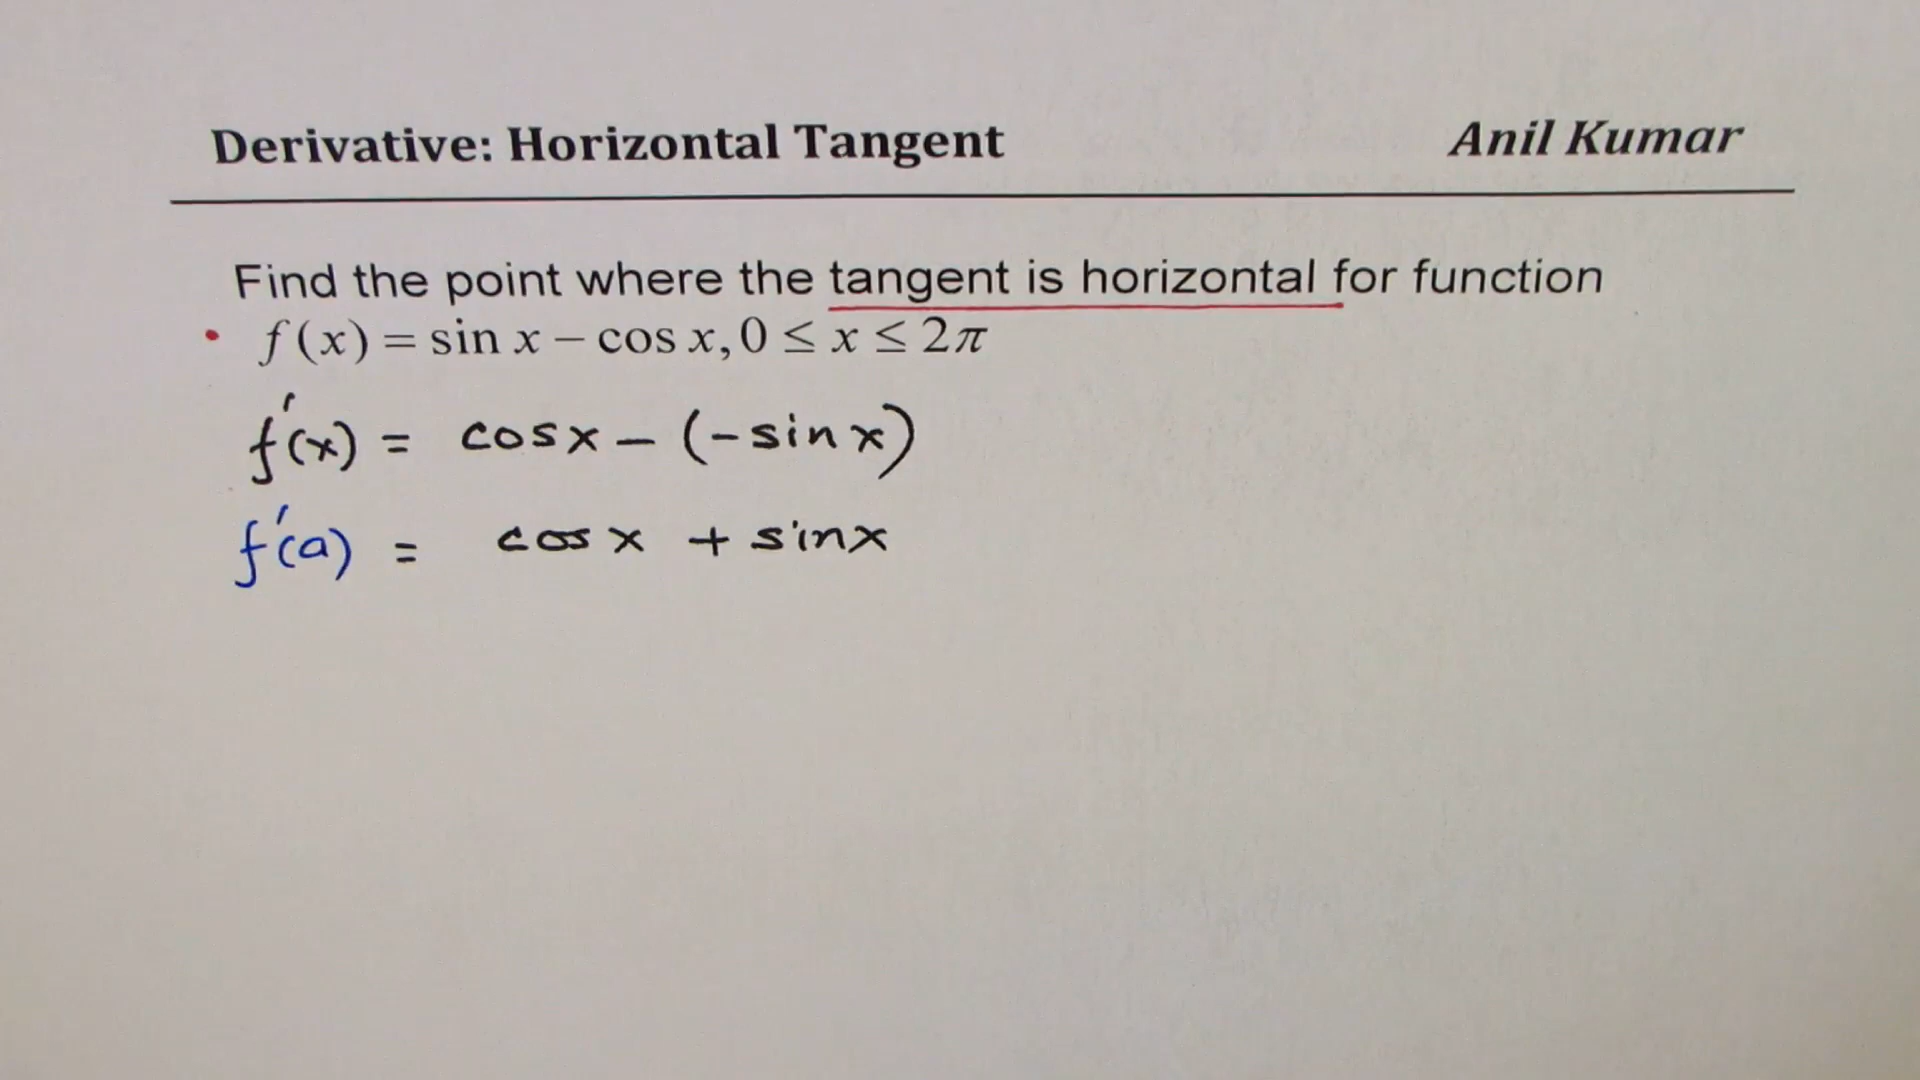 Derivative: Horizontal Tangent Anil Kumar
Find the point where the tangent is horizontal for function
• f(x) = sin x − cos x, 0 ≤ x ≤ 2π
f'(x) = cosx − (−sinx)
f'(a) = cosx + sinx